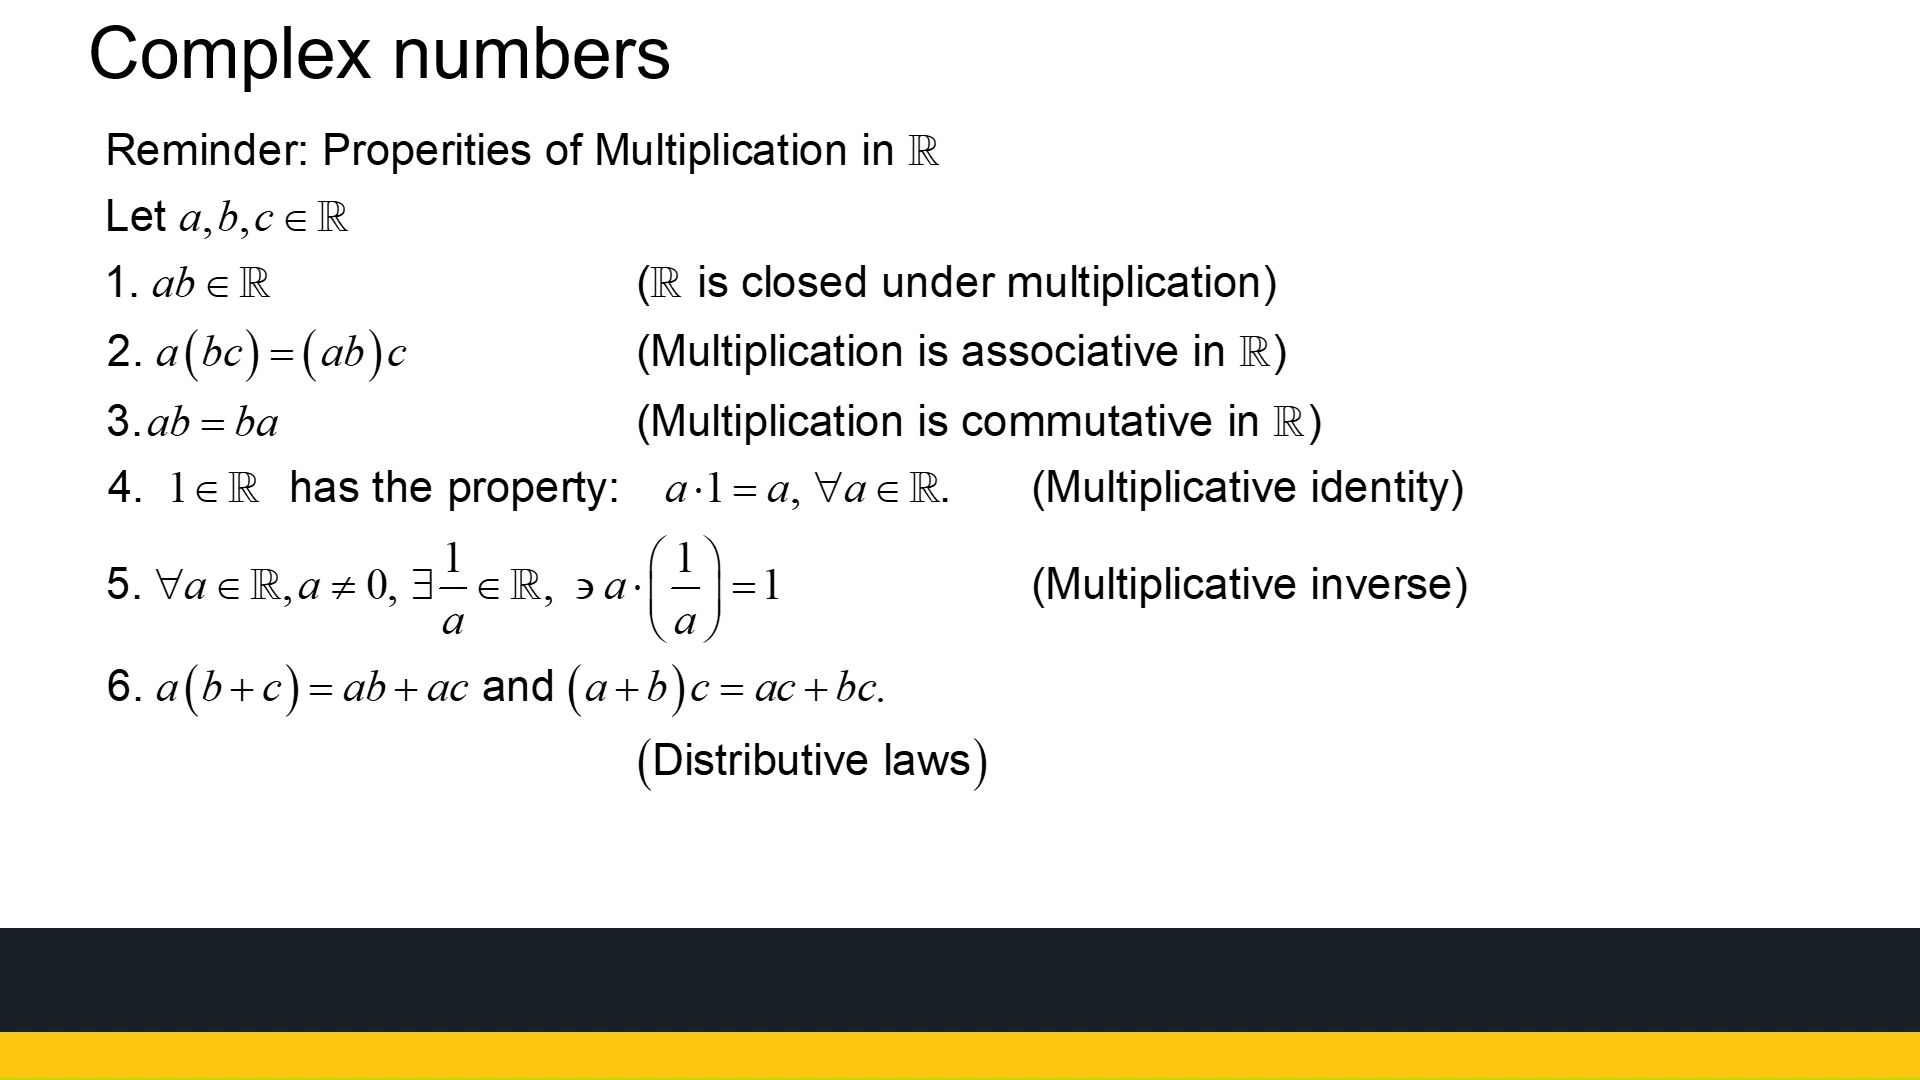 Complex numbers
Reminder: Properities of Multiplication in ℝ
Let a,b,c ∈ ℝ
1. ab ∈ ℝ (ℝ is closed under multiplication)
2. a(bc) = (ab)c (Multiplication is associative in ℝ)
3. ab = ba (Multiplication is commutative in ℝ)
4. 1 ∈ ℝ has the property: a·1 = a, ∀a ∈ ℝ. (Multiplicative identity)
5. ∀a ∈ ℝ, a ≠ 0, ∃ 1/a ∈ ℝ, ∍ a·(1/a) = 1 (Multiplicative inverse)
6. a(b+c) = ab + ac and (a+b)c = ac + bc.
(Distributive laws)